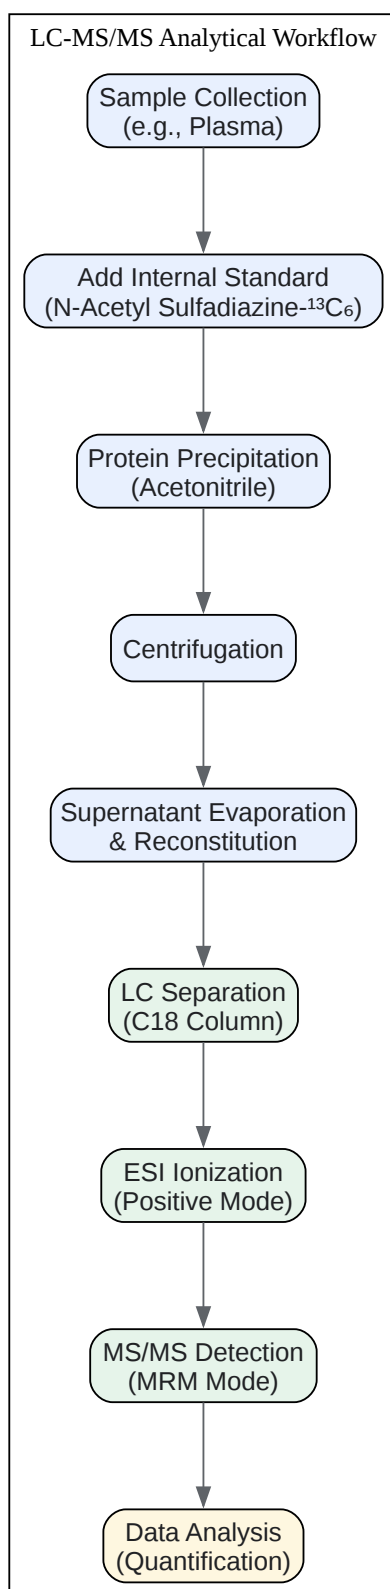 LC-MS/MS Analytical Workflow
Sample Collection
(e.g., Plasma)
Add Internal Standard
(N-Acetyl Sulfadiazine-¹³C₆)
Protein Precipitation
(Acetonitrile)
Centrifugation
Supernatant Evaporation
& Reconstitution
LC Separation
(C18 Column)
ESI Ionization
(Positive Mode)
MS/MS Detection
(MRM Mode)
Data Analysis
(Quantification)